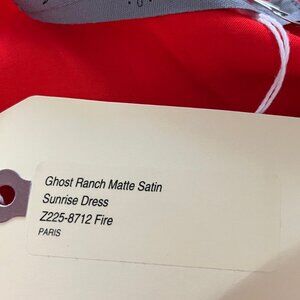 Ghost Ranch Matte Satin
Sunrise Dress
Z225-8712 Fire
PARIS